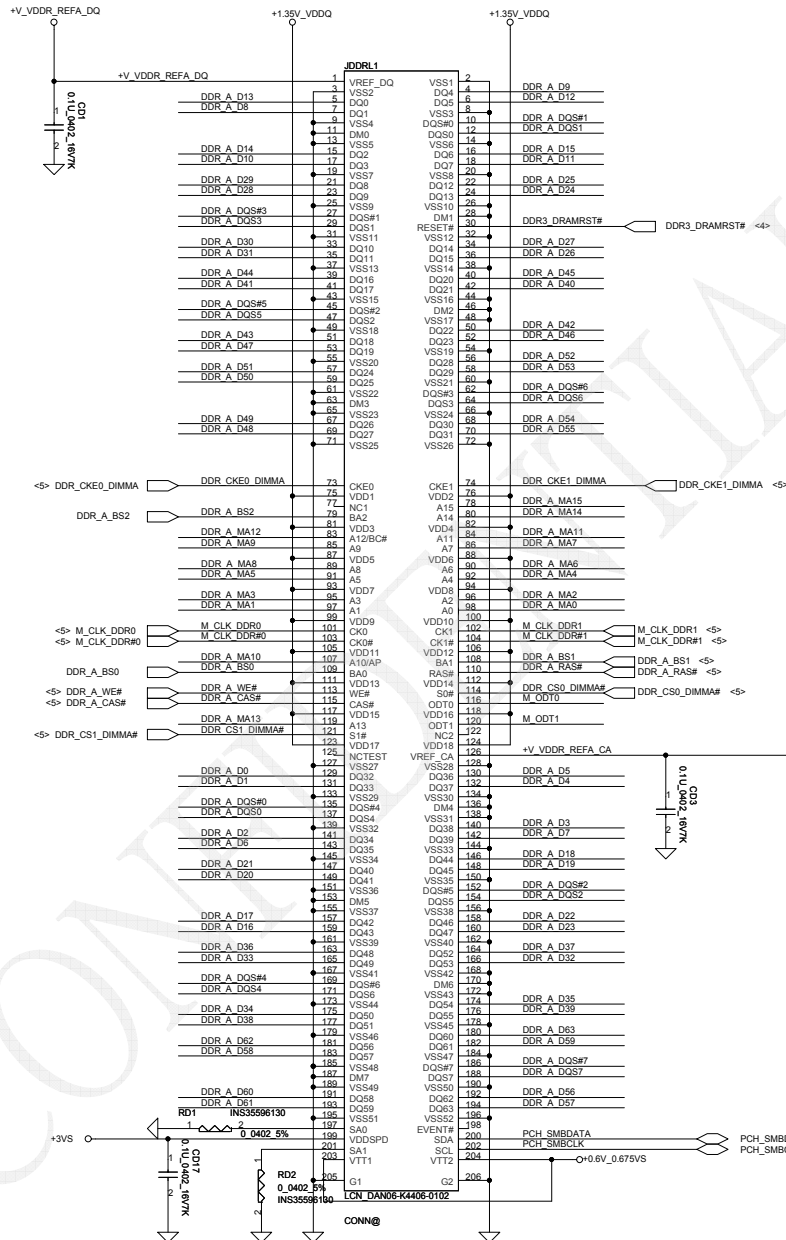 +V_VDDR_REFA_DQ
+1.35V_VDDQ
+1.35V_VDDQ
JDDRL1
+V_VDDR_REFA_DQ 1 VREF_DQ VSS1 2
3 VSS2 DQ4 4 DDR_A_D9
DDR_A_D13 5 DQ0 DQ5 6 DDR_A_D12
DDR_A_D8 7 DQ1 VSS3 8
9 VSS4 DQS#0 10 DDR_A_DQS#1
11 DM0 DQS0 12 DDR_A_DQS1
13 VSS5 VSS6 14
DDR_A_D14 15 DQ2 DQ6 16 DDR_A_D15
DDR_A_D10 17 DQ3 DQ7 18 DDR_A_D11
19 VSS7 VSS8 20
DDR_A_D29 21 DQ8 DQ12 22 DDR_A_D25
DDR_A_D28 23 DQ9 DQ13 24 DDR_A_D24
25 VSS9 VSS10 26
DDR_A_DQS#3 27 DQS#1 DM1 28
DDR_A_DQS3 29 DQS1 RESET# 30 DDR3_DRAMRST# DDR3_DRAMRST# <4>
31 VSS11 VSS12 32
DDR_A_D30 33 DQ10 DQ14 34 DDR_A_D27
DDR_A_D31 35 DQ11 DQ15 36 DDR_A_D26
37 VSS13 VSS14 38
DDR_A_D44 39 DQ16 DQ20 40 DDR_A_D45
DDR_A_D41 41 DQ17 DQ21 42 DDR_A_D40
43 VSS15 VSS16 44
DDR_A_DQS#5 45 DQS#2 DM2 46
DDR_A_DQS5 47 DQS2 VSS17 48
49 VSS18 DQ22 50 DDR_A_D42
DDR_A_D43 51 DQ18 DQ23 52 DDR_A_D46
DDR_A_D47 53 DQ19 VSS19 54
55 VSS20 DQ28 56 DDR_A_D52
DDR_A_D51 57 DQ24 DQ29 58 DDR_A_D53
DDR_A_D50 59 DQ25 VSS21 60
61 VSS22 DQS#3 62 DDR_A_DQS#6
63 DM3 DQS3 64 DDR_A_DQS6
65 VSS23 VSS24 66
DDR_A_D49 67 DQ26 DQ30 68 DDR_A_D54
DDR_A_D48 69 DQ27 DQ31 70 DDR_A_D55
71 VSS25 VSS26 72
<5> DDR_CKE0_DIMMA DDR_CKE0_DIMMA 73 CKE0 CKE1 74 DDR_CKE1_DIMMA DDR_CKE1_DIMMA <5>
75 VDD1 VDD2 76
77 NC1 A15 78 DDR_A_MA15
DDR_A_BS2 DDR_A_BS2 79 BA2 A14 80 DDR_A_MA14
81 VDD3 VDD4 82
DDR_A_MA12 83 A12/BC# A11 84 DDR_A_MA11
DDR_A_MA9 85 A9 A7 86 DDR_A_MA7
87 VDD5 VDD6 88
DDR_A_MA8 89 A8 A6 90 DDR_A_MA6
DDR_A_MA5 91 A5 A4 92 DDR_A_MA4
93 VDD7 VDD8 94
DDR_A_MA3 95 A3 A2 96 DDR_A_MA2
DDR_A_MA1 97 A1 A0 98 DDR_A_MA0
99 VDD9 VDD10 100
<5> M_CLK_DDR0 M_CLK_DDR0 101 CK0 CK1 102 M_CLK_DDR1 M_CLK_DDR1 <5>
<5> M_CLK_DDR#0 M_CLK_DDR#0 103 CK0# CK1# 104 M_CLK_DDR#1 M_CLK_DDR#1 <5>
105 VDD11 VDD12 106
DDR_A_MA10 107 A10/AP BA1 108 DDR_A_BS1 DDR_A_BS1 <5>
DDR_A_BS0 DDR_A_BS0 109 BA0 RAS# 110 DDR_A_RAS# DDR_A_RAS# <5>
111 VDD13 VDD14 112
<5> DDR_A_WE# DDR_A_WE# 113 WE# S0# 114 DDR_CS0_DIMMA# DDR_CS0_DIMMA# <5>
<5> DDR_A_CAS# DDR_A_CAS# 115 CAS# ODT0 116 M_ODT0
117 VDD15 VDD16 118
DDR_A_MA13 119 A13 ODT1 120 M_ODT1
<5> DDR_CS1_DIMMA# DDR_CS1_DIMMA# 121 S1# NC2 122
123 VDD17 VDD18 124
125 NCTEST VREF_CA 126 +V_VDDR_REFA_CA
127 VSS27 VSS28 128
DDR_A_D0 129 DQ32 DQ36 130 DDR_A_D5
DDR_A_D1 131 DQ33 DQ37 132 DDR_A_D4
133 VSS29 VSS30 134
DDR_A_DQS#0 135 DQS#4 DM4 136
DDR_A_DQS0 137 DQS4 VSS31 138
139 VSS32 DQ38 140 DDR_A_D3
DDR_A_D2 141 DQ34 DQ39 142 DDR_A_D7
DDR_A_D6 143 DQ35 VSS33 144
145 VSS34 DQ44 146 DDR_A_D18
DDR_A_D21 147 DQ40 DQ45 148 DDR_A_D19
DDR_A_D20 149 DQ41 VSS35 150
151 VSS36 DQS#5 152 DDR_A_DQS#2
153 DM5 DQS5 154 DDR_A_DQS2
155 VSS37 VSS38 156
DDR_A_D17 157 DQ42 DQ46 158 DDR_A_D22
DDR_A_D16 159 DQ43 DQ47 160 DDR_A_D23
161 VSS39 VSS40 162
DDR_A_D36 163 DQ48 DQ52 164 DDR_A_D37
DDR_A_D33 165 DQ49 DQ53 166 DDR_A_D32
167 VSS41 VSS42 168
DDR_A_DQS#4 169 DQS#6 DM6 170
DDR_A_DQS4 171 DQS6 VSS43 172
173 VSS44 DQ54 174 DDR_A_D35
DDR_A_D34 175 DQ50 DQ55 176 DDR_A_D39
DDR_A_D38 177 DQ51 VSS45 178
179 VSS46 DQ60 180 DDR_A_D63
DDR_A_D62 181 DQ56 DQ61 182 DDR_A_D59
DDR_A_D58 183 DQ57 VSS47 184
185 VSS48 DQS#7 186 DDR_A_DQS#7
187 DM7 DQS7 188 DDR_A_DQS7
189 VSS49 VSS50 190
DDR_A_D60 191 DQ58 DQ62 192 DDR_A_D56
DDR_A_D61 193 DQ59 DQ63 194 DDR_A_D57
195 VSS51 VSS52 196
197 SA0 EVENT# 198
199 VDDSPD SDA 200 PCH_SMBDATA
201 SA1 SCL 202 PCH_SMBCLK
203 VTT1 VTT2 204 +0.6V_0.675VS
205 G1 G2 206
LCN_DAN06-K4406-0102
CONN@
1 CD1 2
0.1U_0402_16V7K
1 CD3 2
0.1U_0402_16V7K
RD1 INS35596130
1 2
0_0402_5%
+3VS
1 CD17 2
0.1U_0402_16V7K
1 2
RD2
0_0402_5%
INS35596130
CONFIDENTIA